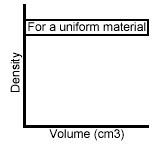 For a uniform material
Density
Volume (cm3)